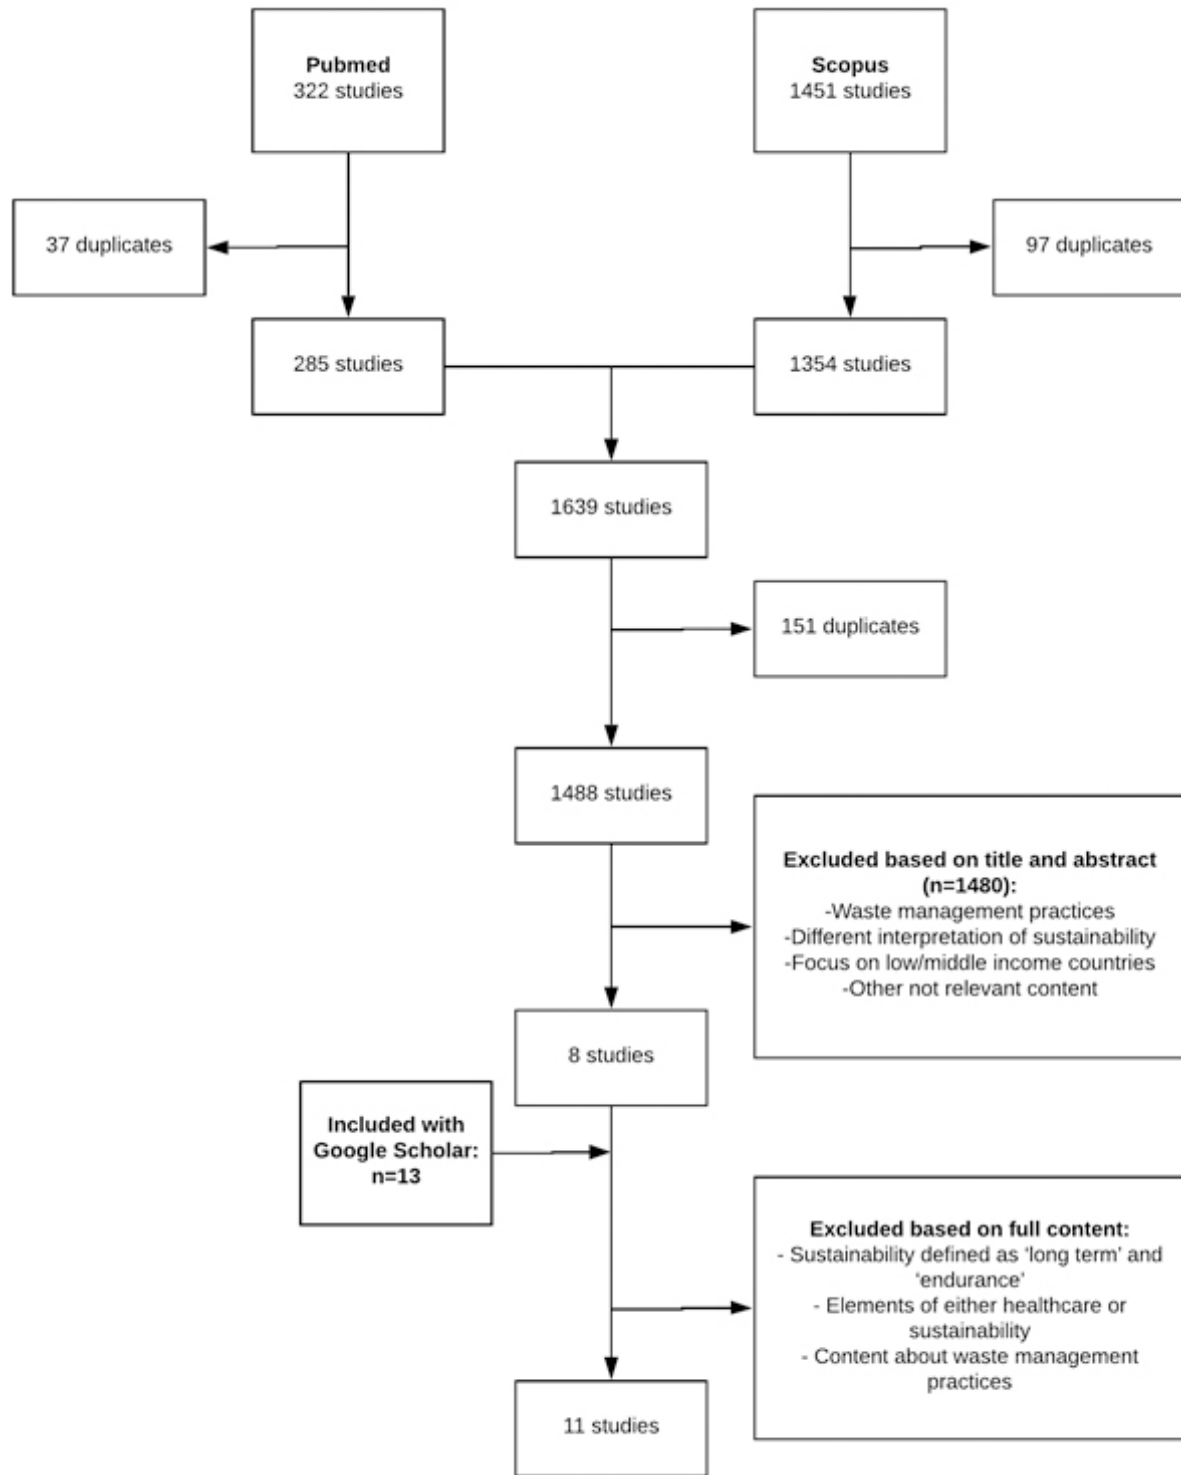 Pubmed
322 studies
Scopus
1451 studies
37 duplicates
97 duplicates
285 studies
1354 studies
1639 studies
151 duplicates
1488 studies
Excluded based on title and abstract
(n=1480):
-Waste management practices
-Different interpretation of sustainability
-Focus on low/middle income countries
-Other not relevant content
8 studies
Included with
Google Scholar:
n=13
Excluded based on full content:
- Sustainability defined as ‘long term’ and
‘endurance’
- Elements of either healthcare or
sustainability
- Content about waste management
practices
11 studies